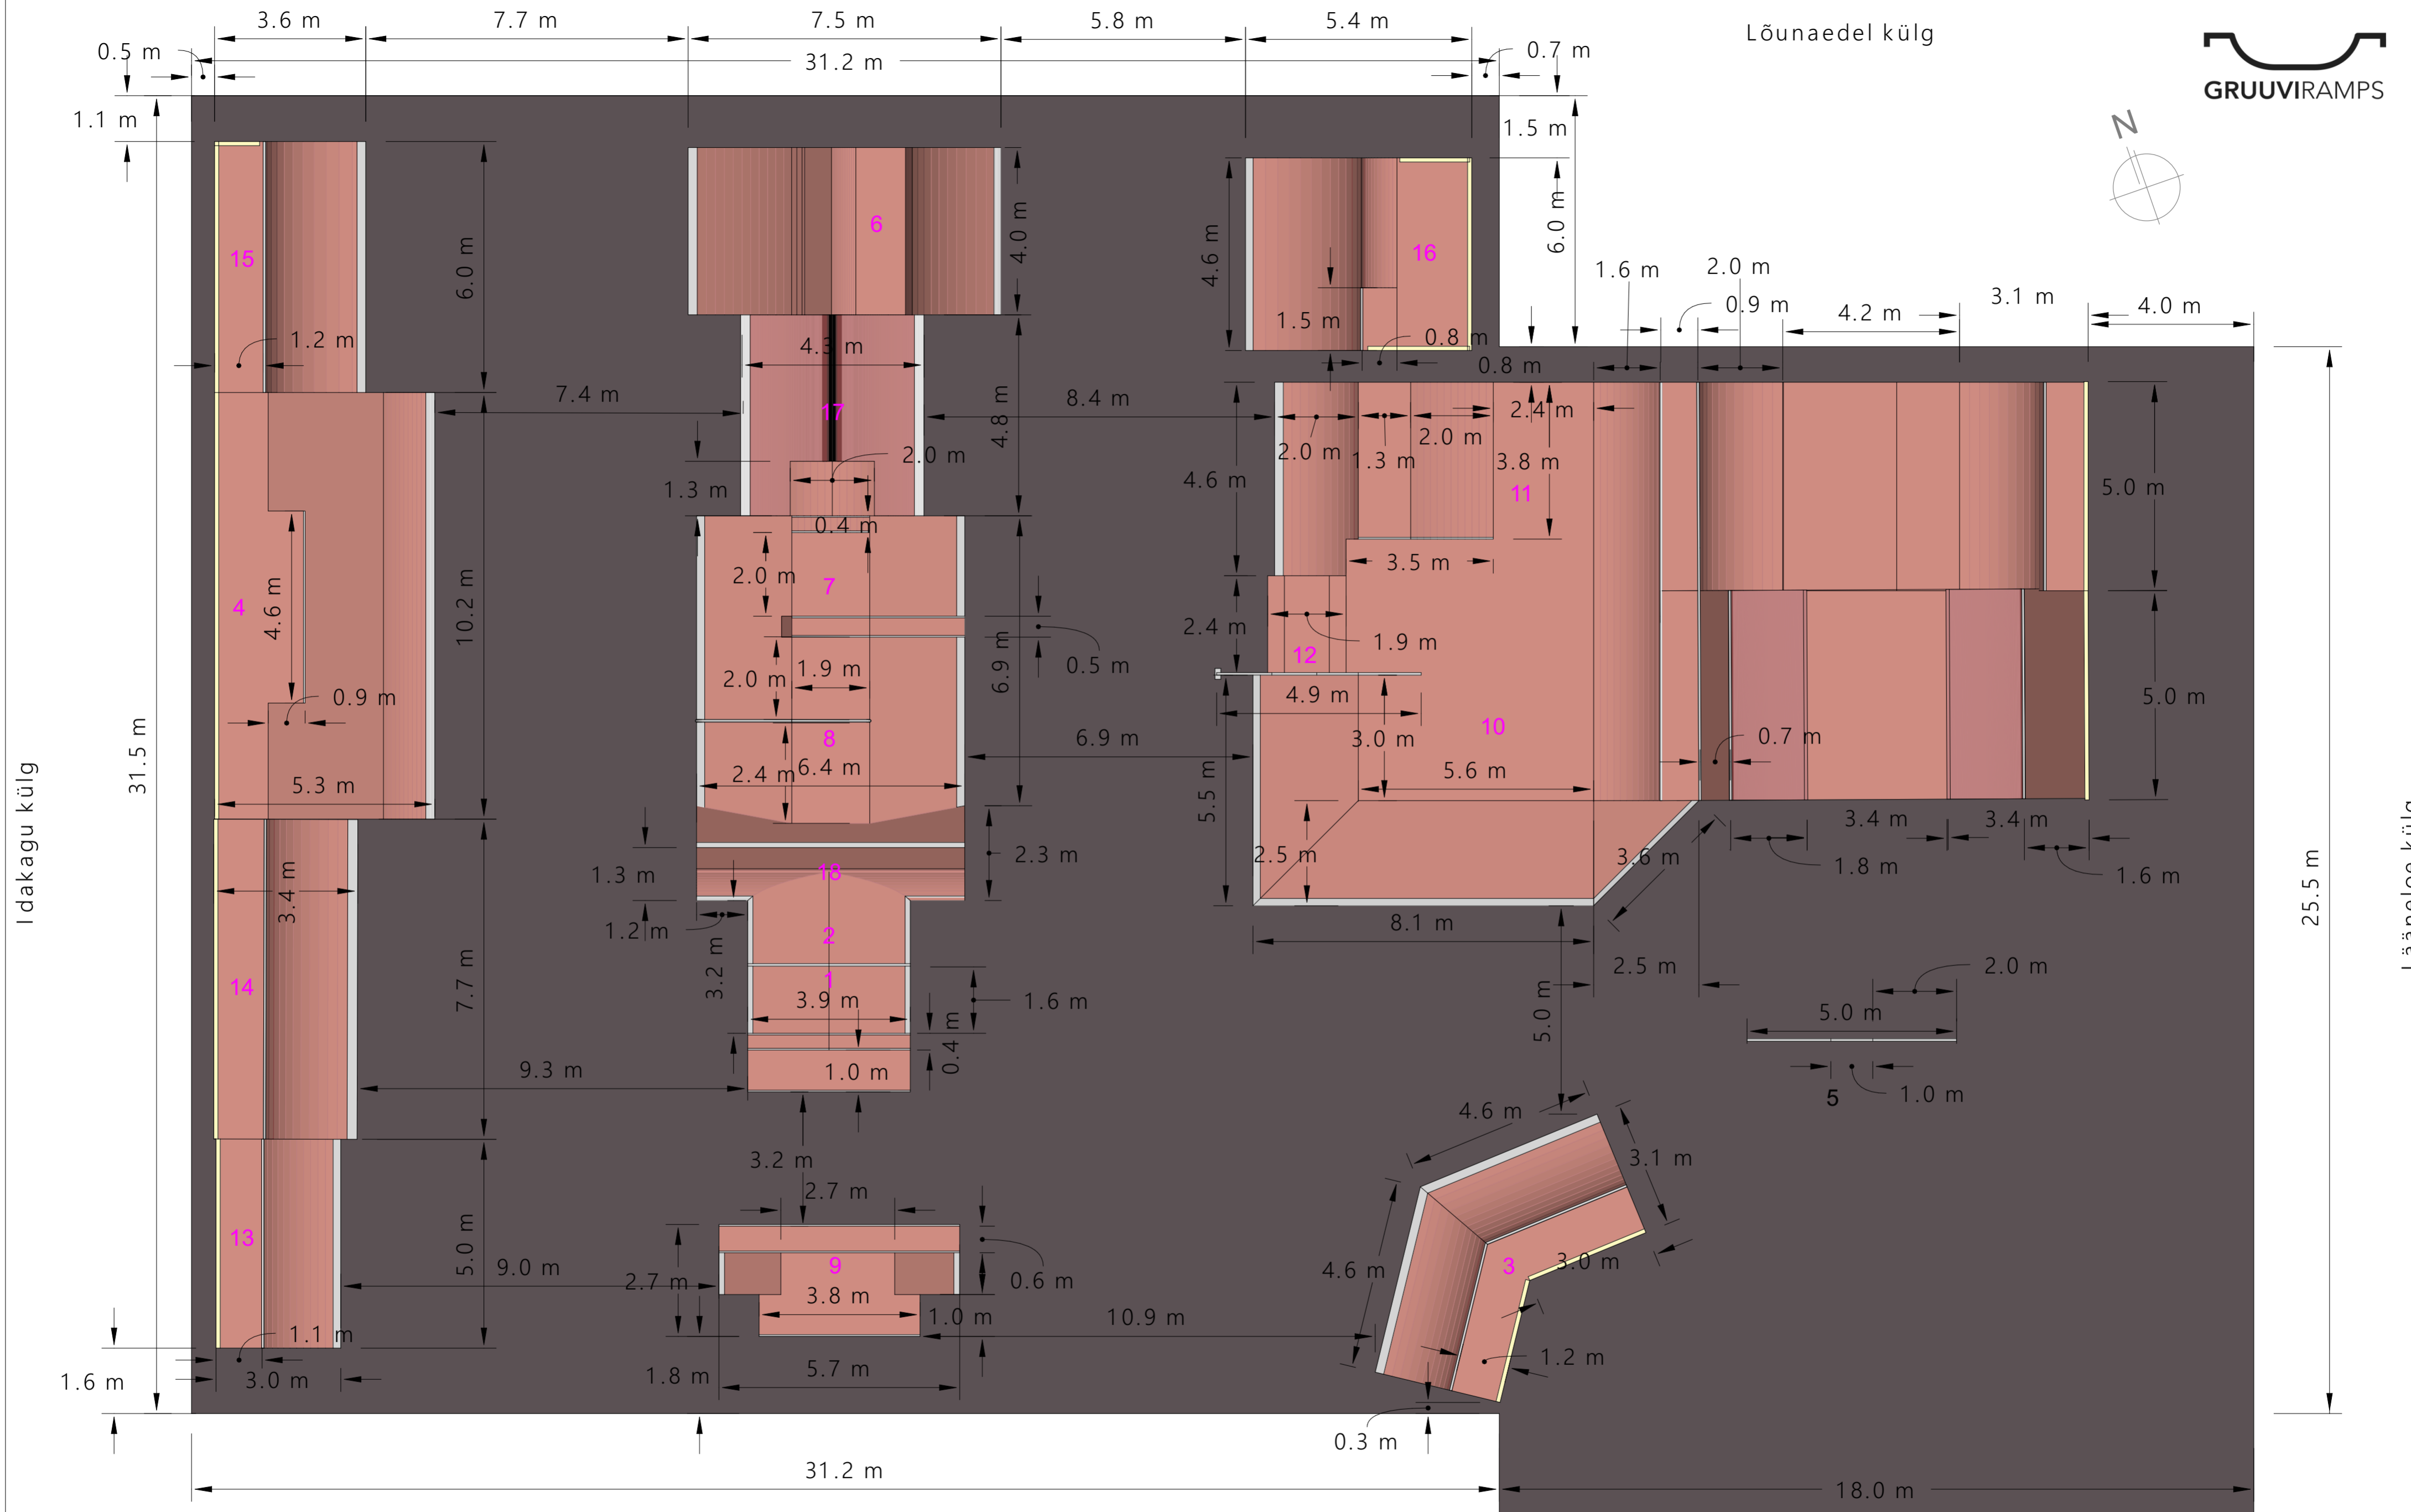 3.6 m
7.7 m
7.5 m
5.8 m
5.4 m
Lõunaedel külg
0.5 m
31.2 m
0.7 m
GRUUVIRAMPS
N
1.1 m
1.5 m
6.0 m
15
6.0 m
6
4.0 m
4.6 m
16
1.6 m
2.0 m
0.9 m
4.2 m
3.1 m
4.0 m
1.2 m
4.3 m
1.5 m
0.8 m
0.8 m
7.4 m
17
4.8 m
8.4 m
2.0 m
1.3 m
2.0 m
2.4 m
2.0 m
1.3 m
3.8 m
11
4.6 m
5.0 m
1.3 m
2.0 m
0.4 m
4
4.6 m
10.2 m
2.0 m
7
3.5 m
0.5 m
6.9 m
2.4 m
12
1.9 m
0.9 m
2.0 m
1.9 m
8
4.9 m
3.0 m
10
0.7 m
5.0 m
6.9 m
31.5 m
Idakagu külg
5.3 m
2.4 m
6.4 m
5.5 m
5.6 m
3.4 m
3.4 m
1.8 m
1.6 m
2.3 m
2.5 m
3.6 m
25.5 m
3.4 m
1.3 m
18
1.2 m
2
8.1 m
2.5 m
2.0 m
14
7.7 m
3.2 m
1
3.9 m
1.6 m
0.4 m
5.0 m
5.0 m
9.3 m
1.0 m
5
1.0 m
3.2 m
4.6 m
3.1 m
2.7 m
13
5.0 m
9.0 m
2.7 m
9
0.6 m
4.6 m
3
3.0 m
3.8 m
1.0 m
10.9 m
1.1 m
1.2 m
1.6 m
3.0 m
1.8 m
5.7 m
0.3 m
31.2 m
18.0 m